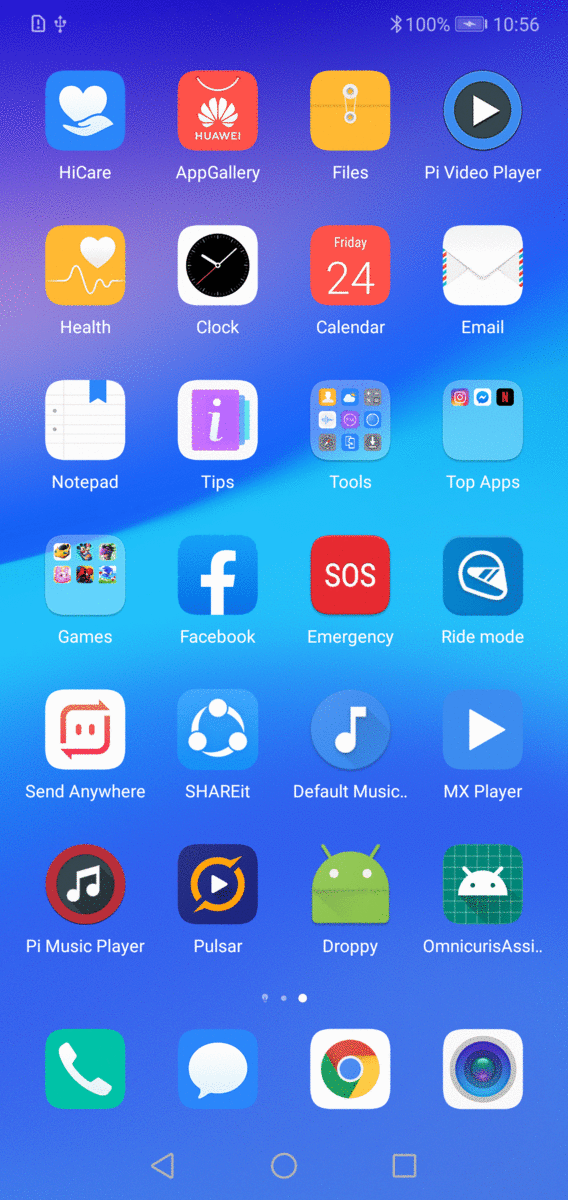 100% 10:56
HUAWEI
HiCare AppGallery Files Pi Video Player
Friday
24
Health Clock Calendar Email
i
N
Notepad Tips Tools Top Apps
f
SOS
Games Facebook Emergency Ride mode
Send Anywhere SHAREit Default Music.. MX Player
Pi Music Player Pulsar Droppy OmnicurisAssi..